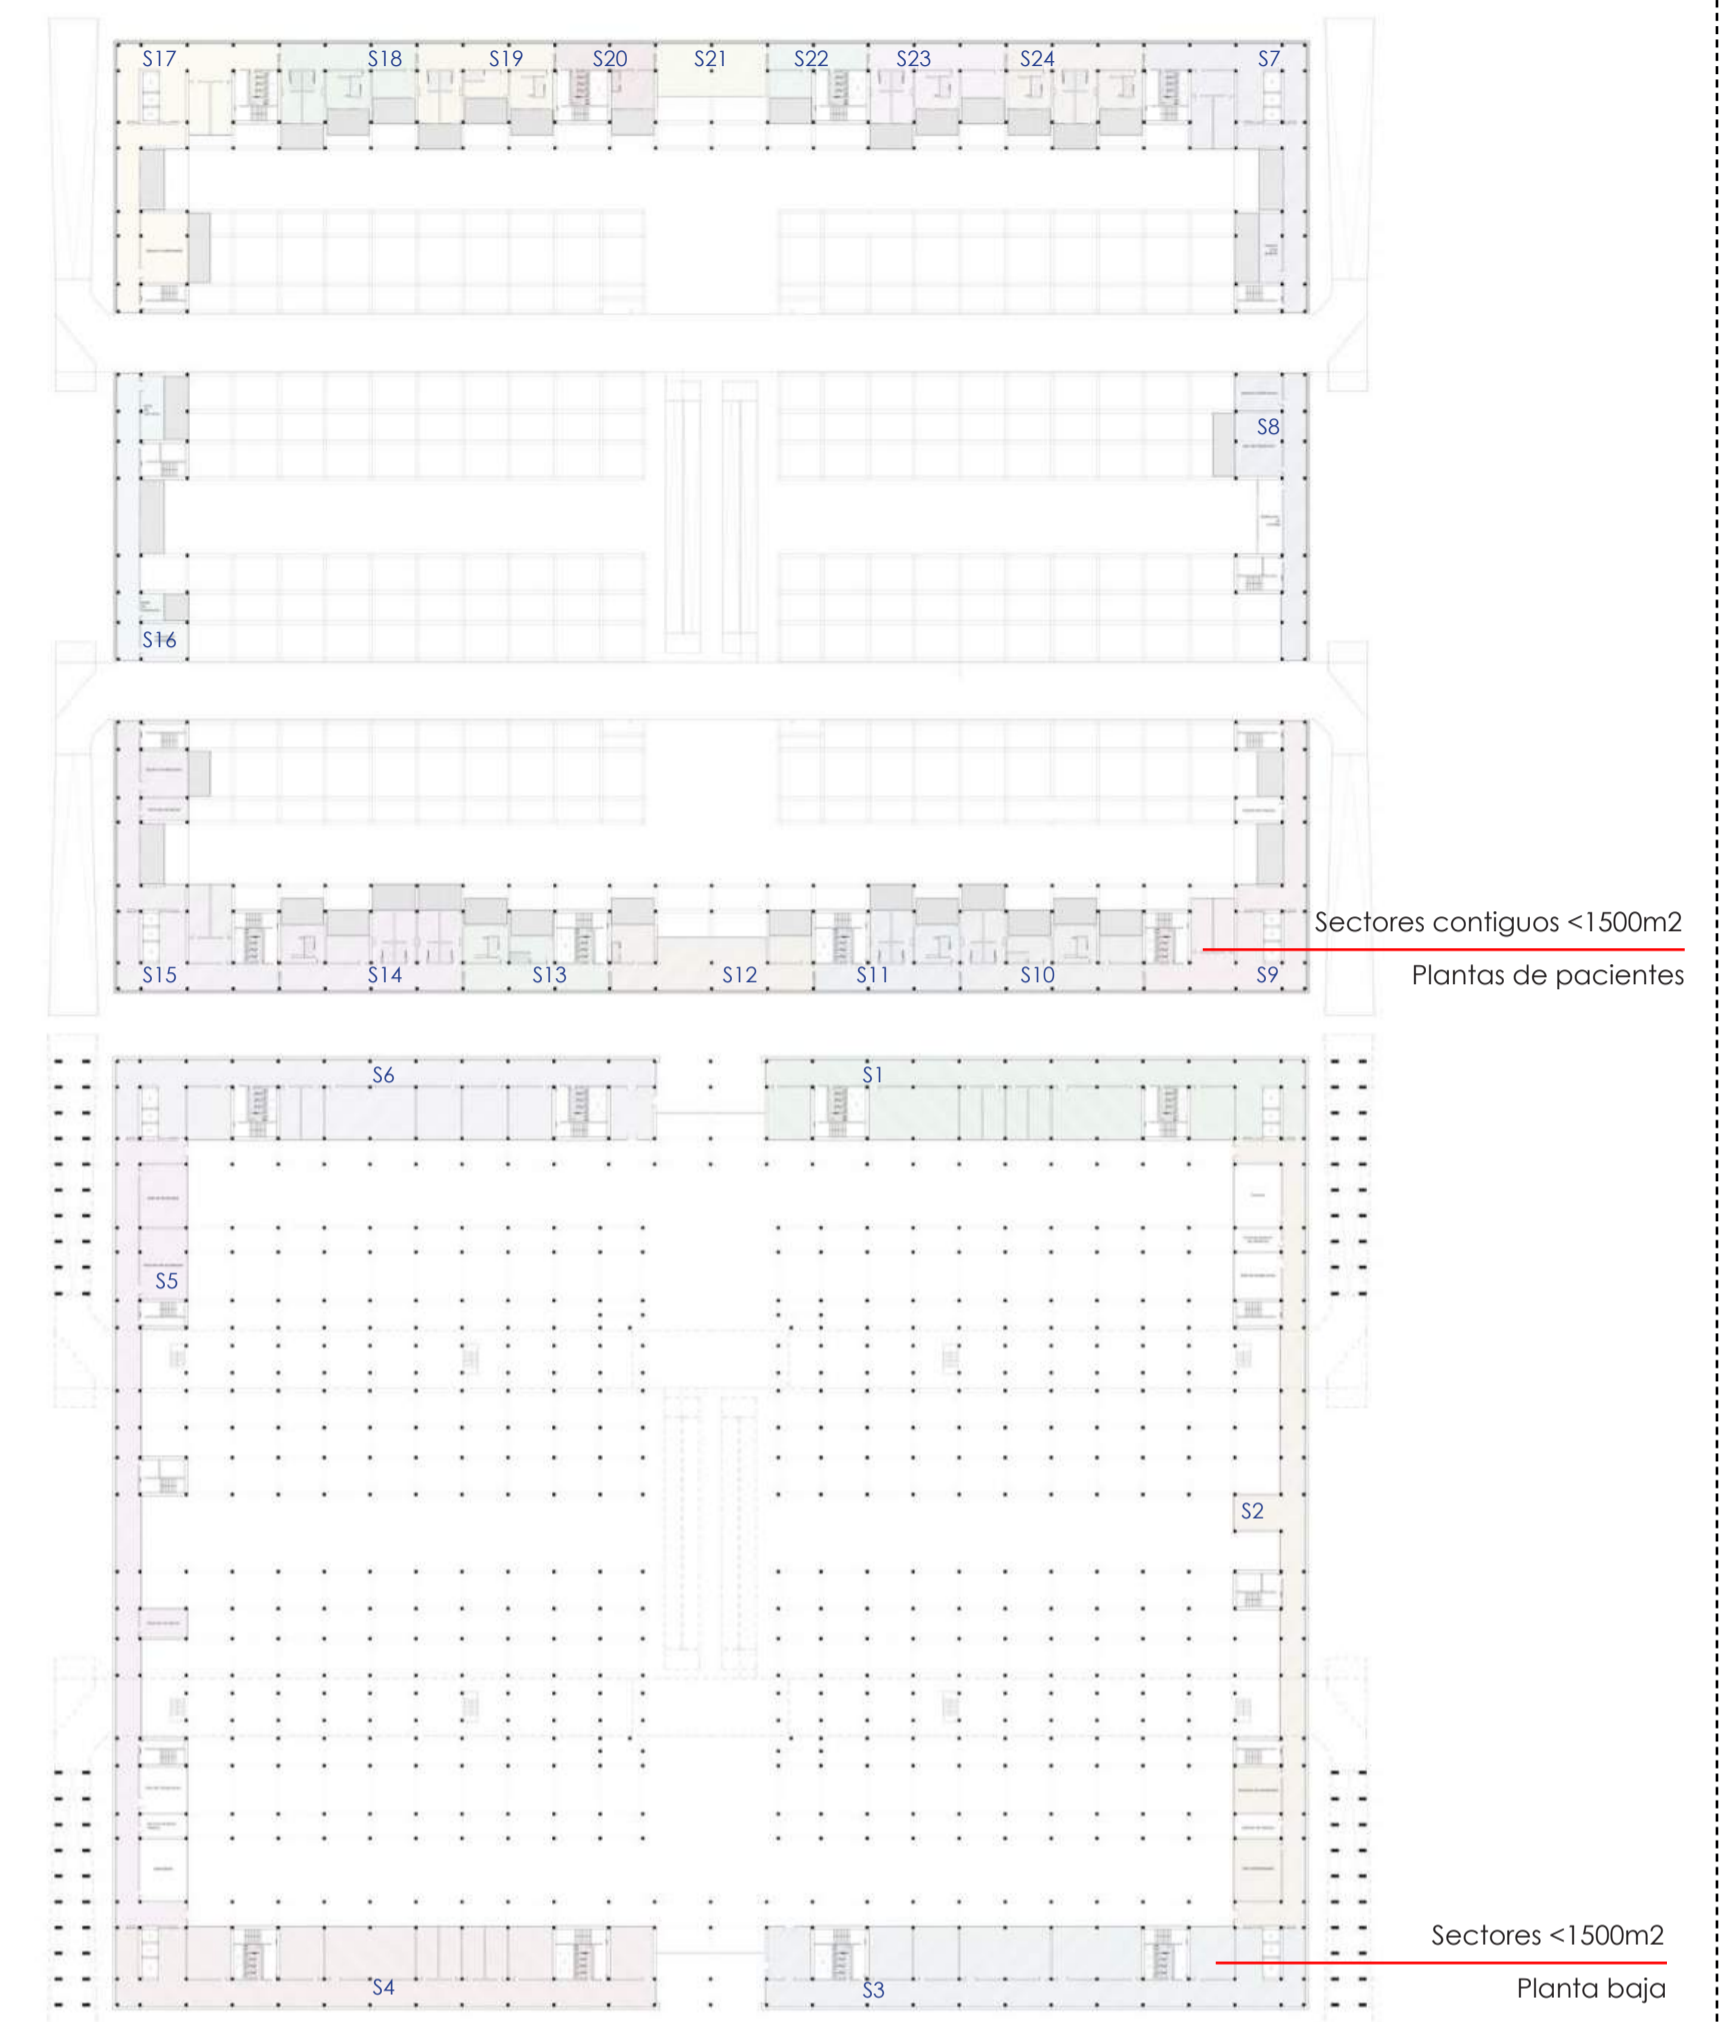 S17 S18 S19 S20 S21 S22 S23 S24 S7
S8
S16
Sectores contiguos <1500m2
Plantas de pacientes
S15 S14 S13 S12 S11 S10 S9
S6 S1
S5
S2
Sectores <1500m2
Planta baja
S4 S3